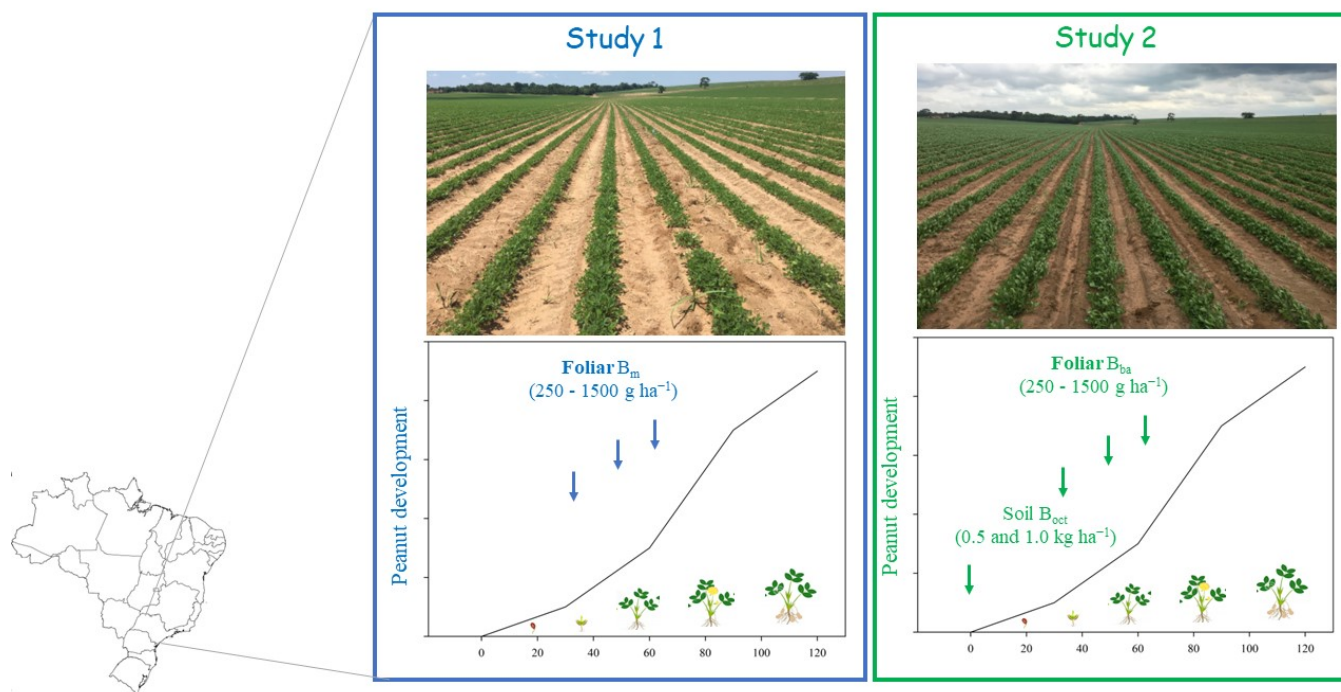 Study 1
Peanut development
Foliar Bm
(250 - 1500 g ha⁻¹)
0 20 40 60 80 100 120
Study 2
Peanut development
Foliar Bba
(250 - 1500 g ha⁻¹)
Soil Boct
(0.5 and 1.0 kg ha⁻¹)
0 20 40 60 80 100 120